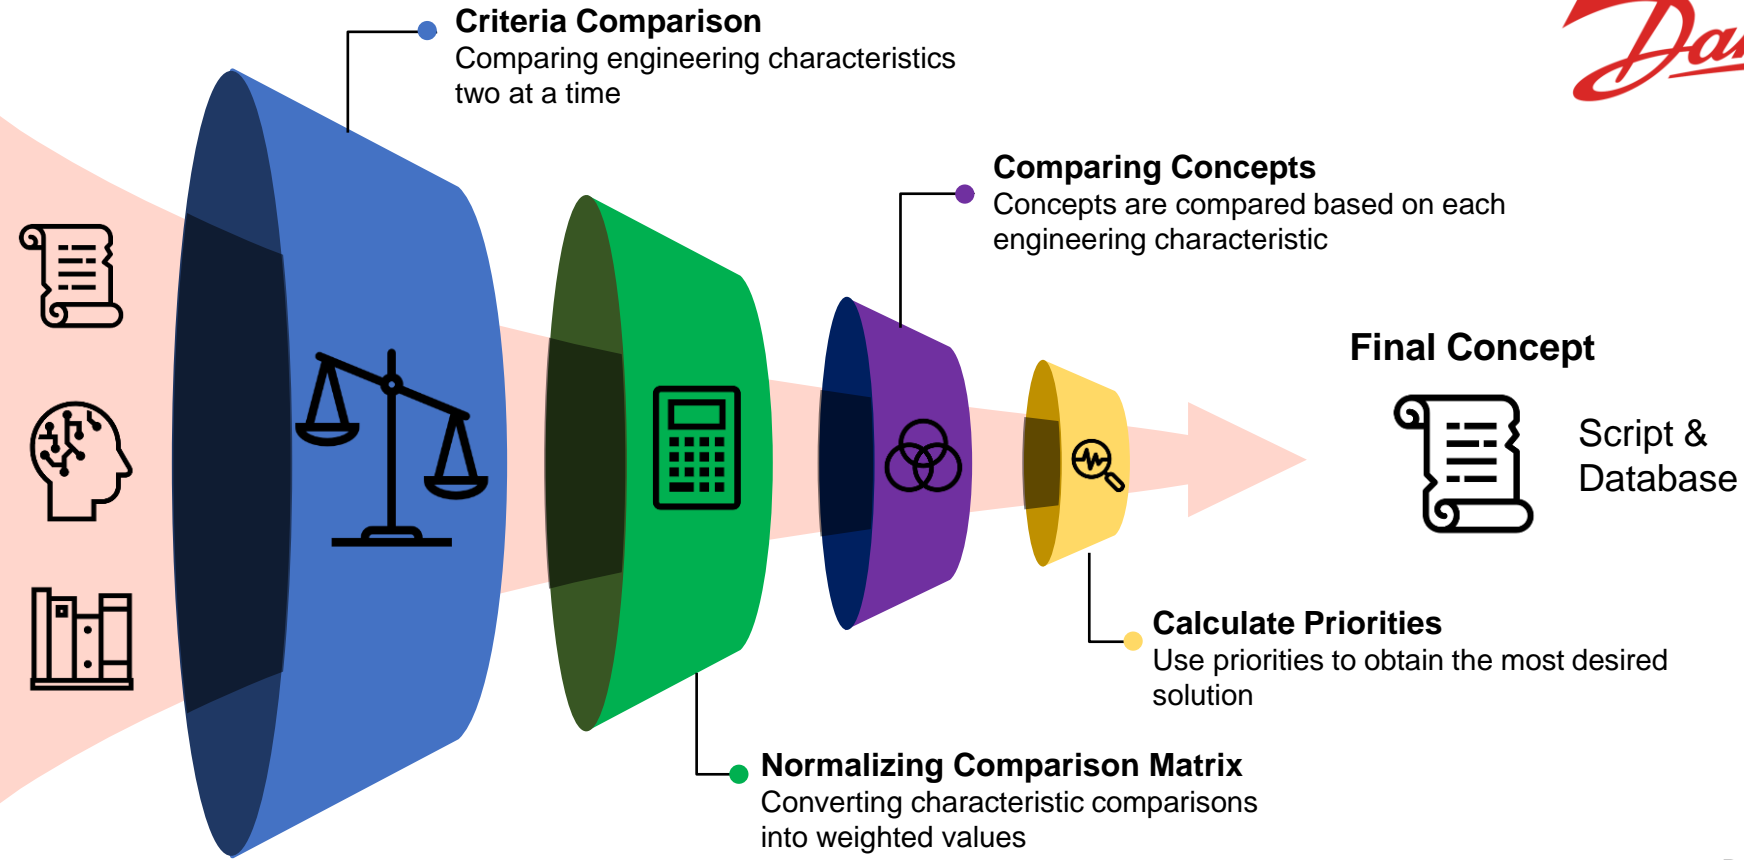 Criteria Comparison
Comparing engineering characteristics
two at a time
Comparing Concepts
Concepts are compared based on each
engineering characteristic
Final Concept
Script &
Database
Calculate Priorities
Use priorities to obtain the most desired
solution
Normalizing Comparison Matrix
Converting characteristic comparisons
into weighted values